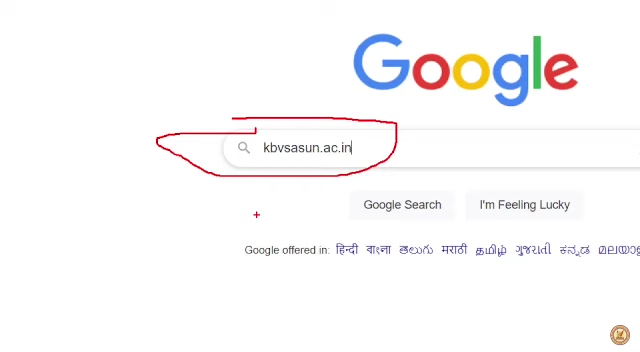 Google
kbvsasun.ac.in
Google Search I'm Feeling Lucky
Google offered in: हिन्दी বাংলা తెలుగు मराठी தமிழ் ગુજરાતી ಕನ್ನಡ